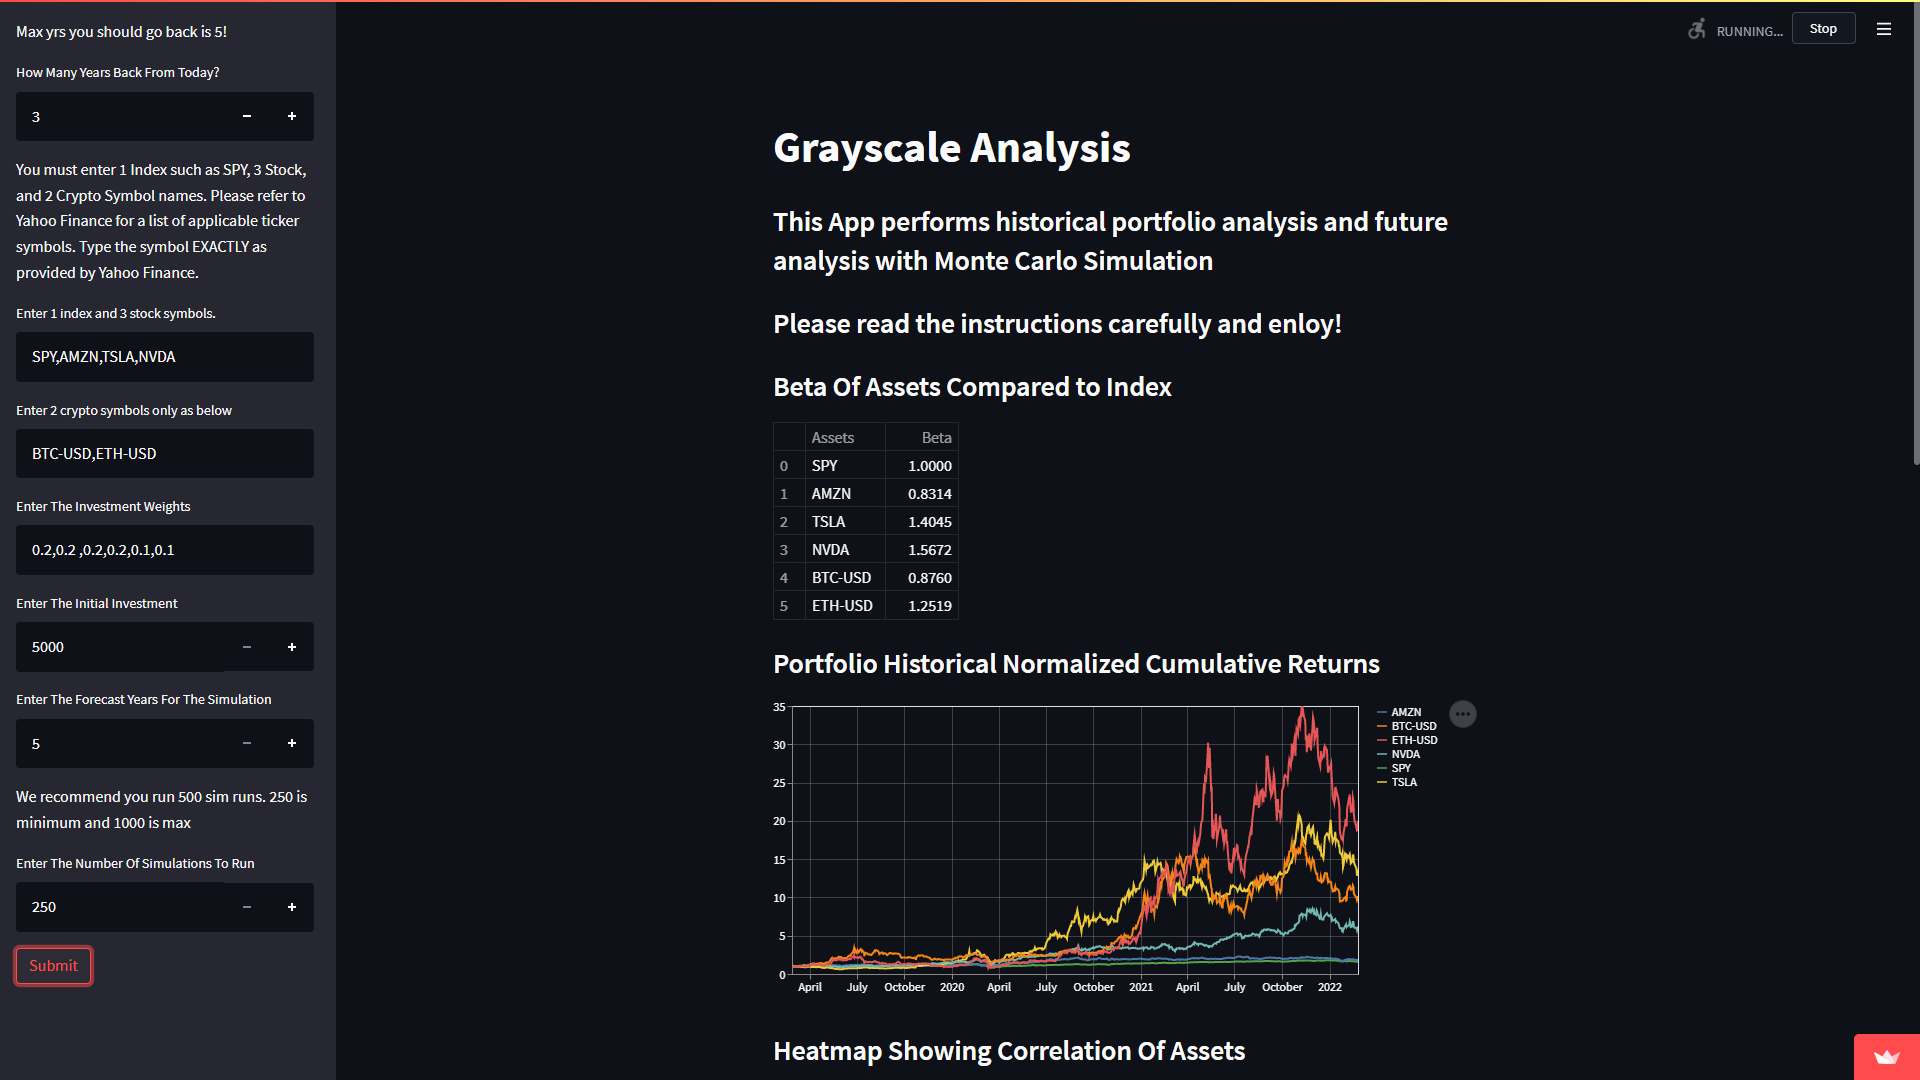 Max yrs you should go back is 5!
How Many Years Back From Today?
3
You must enter 1 Index such as SPY, 3 Stock,
and 2 Crypto Symbol names. Please refer to
Yahoo Finance for a list of applicable ticker
symbols. Type the symbol EXACTLY as
provided by Yahoo Finance.
Enter 1 index and 3 stock symbols.
SPY,AMZN,TSLA,NVDA
Enter 2 crypto symbols only as below
BTC-USD,ETH-USD
Enter The Investment Weights
0.2,0.2 ,0.2,0.2,0.1,0.1
Enter The Initial Investment
5000
Enter The Forecast Years For The Simulation
5
We recommend you run 500 sim runs. 250 is
minimum and 1000 is max
Enter The Number Of Simulations To Run
250
Submit
RUNNING...
Stop
Grayscale Analysis
This App performs historical portfolio analysis and future
analysis with Monte Carlo Simulation
Please read the instructions carefully and enloy!
Beta Of Assets Compared to Index
Assets Beta
0 SPY 1.0000
1 AMZN 0.8314
2 TSLA 1.4045
3 NVDA 1.5672
4 BTC-USD 0.8760
5 ETH-USD 1.2519
Portfolio Historical Normalized Cumulative Returns
35
30
25
20
15
10
5
0
April July October 2020 April July October 2021 April July October 2022
AMZN
BTC-USD
ETH-USD
NVDA
SPY
TSLA
Heatmap Showing Correlation Of Assets